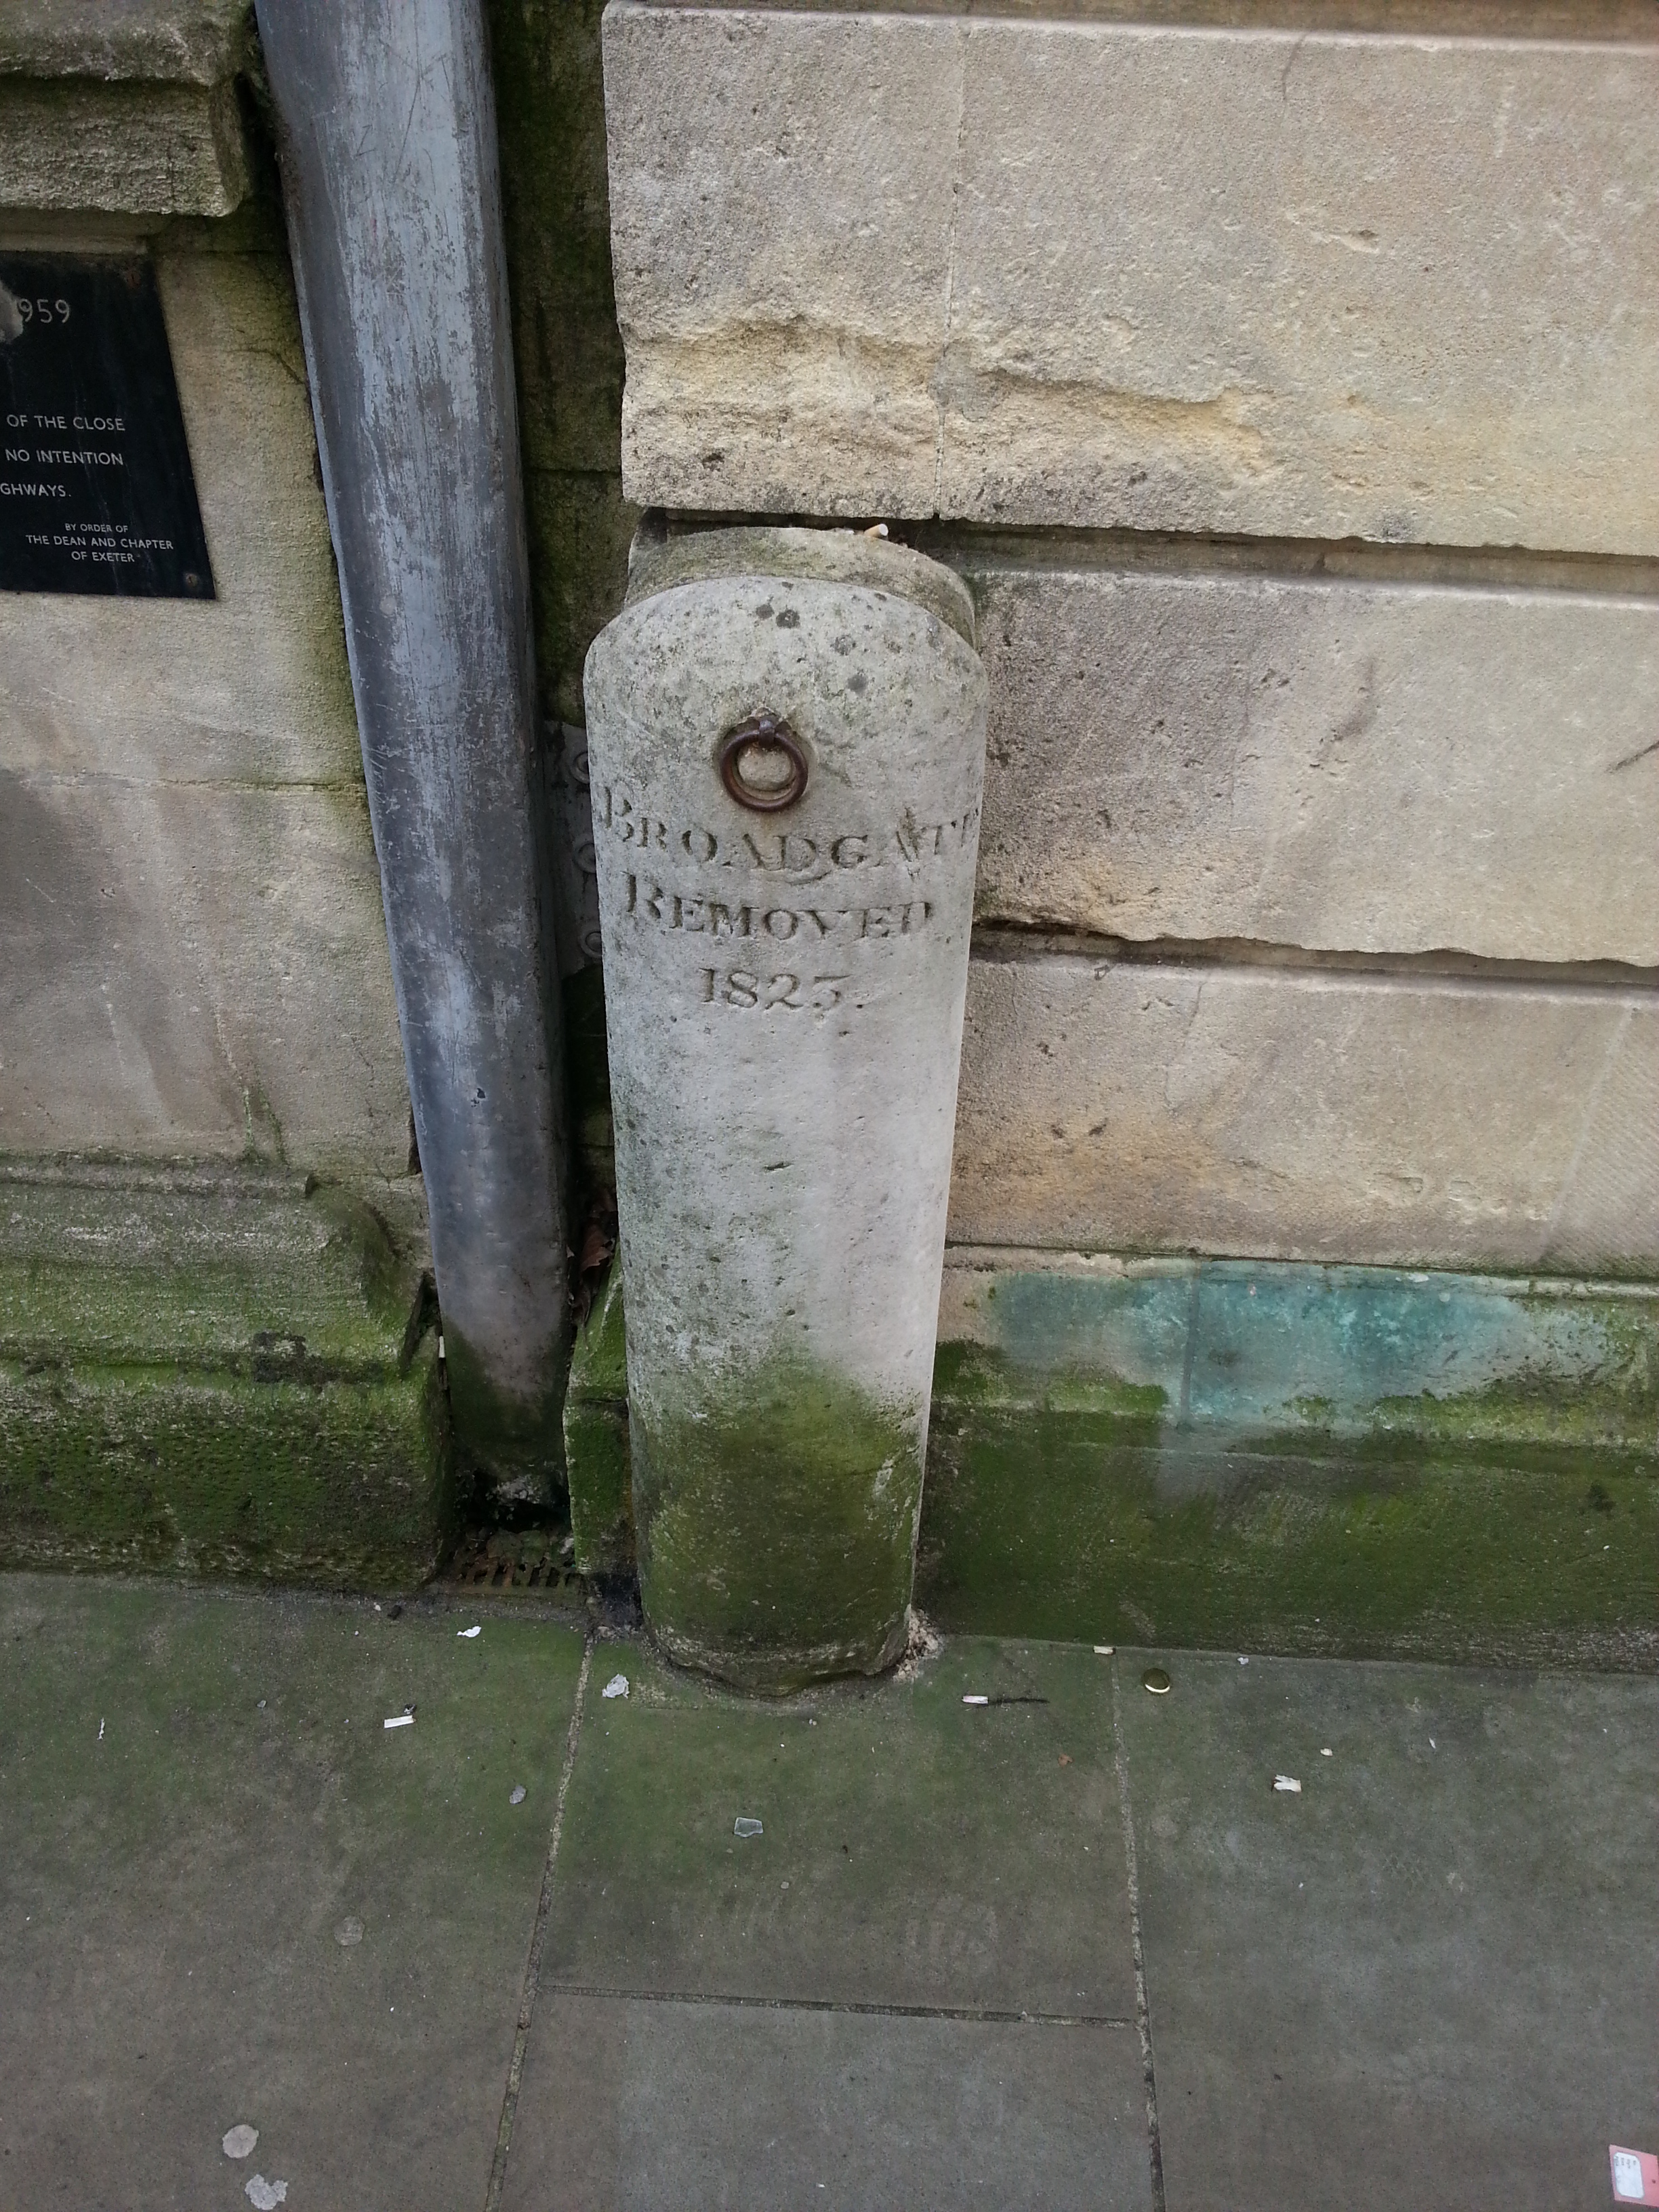 959
OF THE CLOSE
NO INTENTION
GHWAYS.
BY ORDER OF
THE DEAN AND CHAPTER
OF EXETER
BROADGATE
REMOVED.
1823.